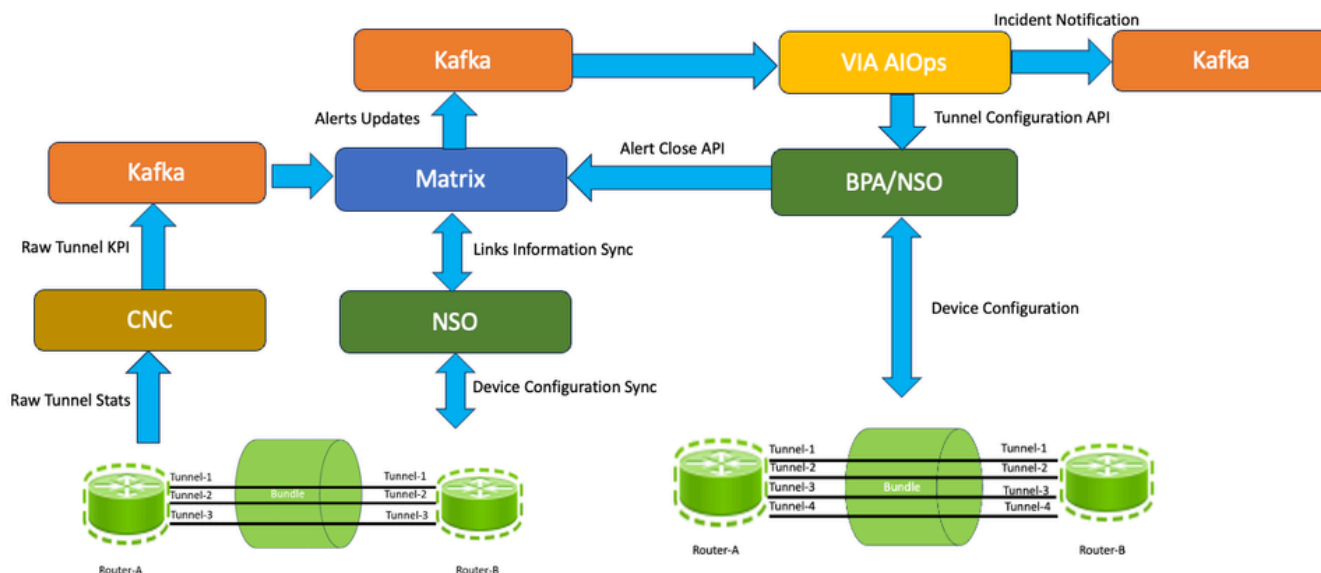 Incident Notification
Kafka
VIA AIOps
Kafka
Alerts Updates
Tunnel Configuration API
Alert Close API
Kafka
Matrix
BPA/NSO
Raw Tunnel KPI
Links Information Sync
CNC
NSO
Device Configuration
Raw Tunnel Stats
Device Configuration Sync
Tunnel-1
Tunnel-1
Tunnel-2
Tunnel-2
Tunnel-3
Tunnel-3
Bundle
Router-A
Router-B
Tunnel-1
Tunnel-1
Tunnel-2
Tunnel-2
Tunnel-3
Tunnel-3
Tunnel-4
Tunnel-4
Bundle
Router-A
Router-B